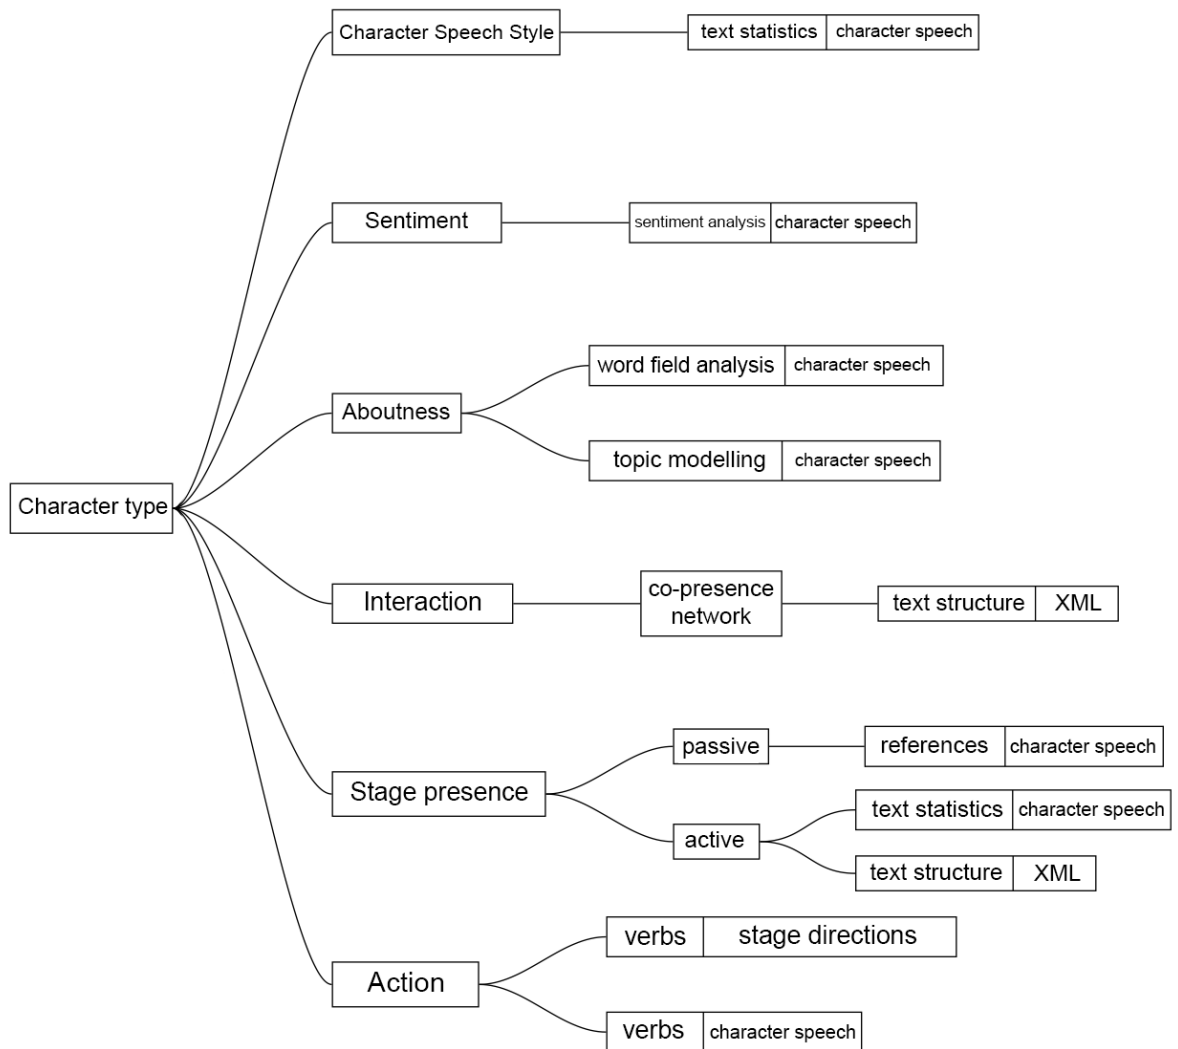 Character Speech Style
text statistics character speech
Sentiment
sentiment analysis character speech
word field analysis character speech
Aboutness
topic modelling character speech
Character type
Interaction
co-presence
network
text structure XML
passive
references character speech
Stage presence
text statistics character speech
active
text structure XML
verbs stage directions
Action
verbs character speech